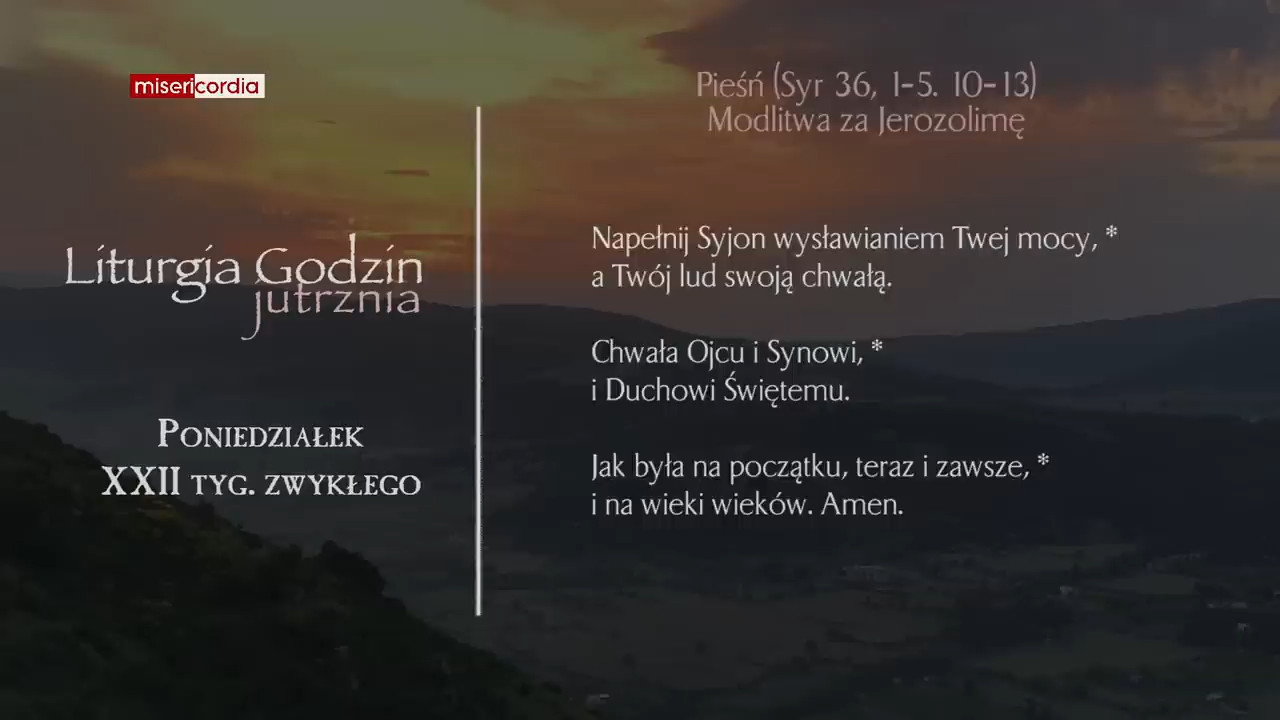 misericordia
Liturgia Godzin
jutrznia
Poniedziałek
XXII tyg. zwykłego
Pieśń (Syr 36, 1-5. 10-13)
Modlitwa za Jerozolimę
Napełnij Syjon wysławianiem Twej mocy, *
a Twój lud swoją chwałą.
Chwała Ojcu i Synowi, *
i Duchowi Świętemu.
Jak była na początku, teraz i zawsze, *
i na wieki wieków. Amen.